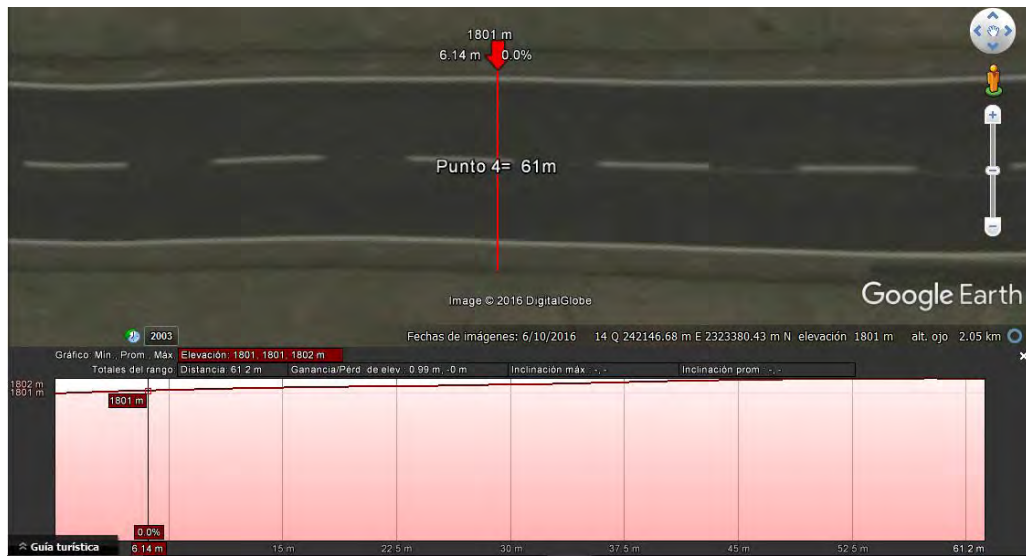 1801 m
6.14 m 0.0%
Punto 4= 61m
Image © 2016 DigitalGlobe
Google Earth
2003
Fechas de imágenes: 6/10/2016 14 Q 242146.68 m E 2323380.43 m N elevación 1801 m alt. ojo 2.05 km
Gráfico: Mín., Prom., Máx. Elevación: 1801, 1801, 1802 m
Totales del rango: Distancia: 61.2 m Ganancia/Pérd. de elev.: 0.99 m, -0 m Inclinación máx.: -, - Inclinación prom.: -, -
1802 m
1801 m
1801 m
0.0%
Guía turística 6.14 m 15 m 22.5 m 30 m 37.5 m 45 m 52.5 m 61.2 m